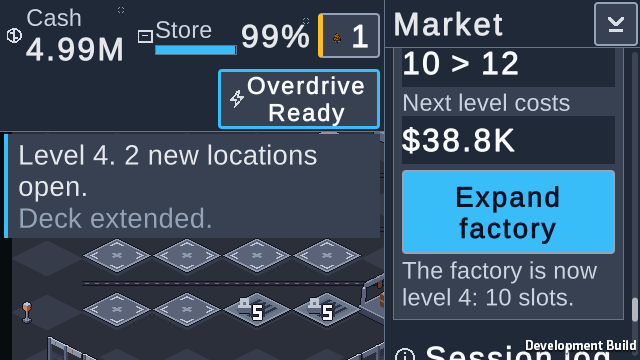 Cash
4.99M
Store
99%
1
Overdrive
Ready
Level 4. 2 new locations
open.
Deck extended.
5
5
Market
10 > 12
Next level costs
$38.8K
Expand
factory
The factory is now
level 4: 10 slots.
Session log
Development Build